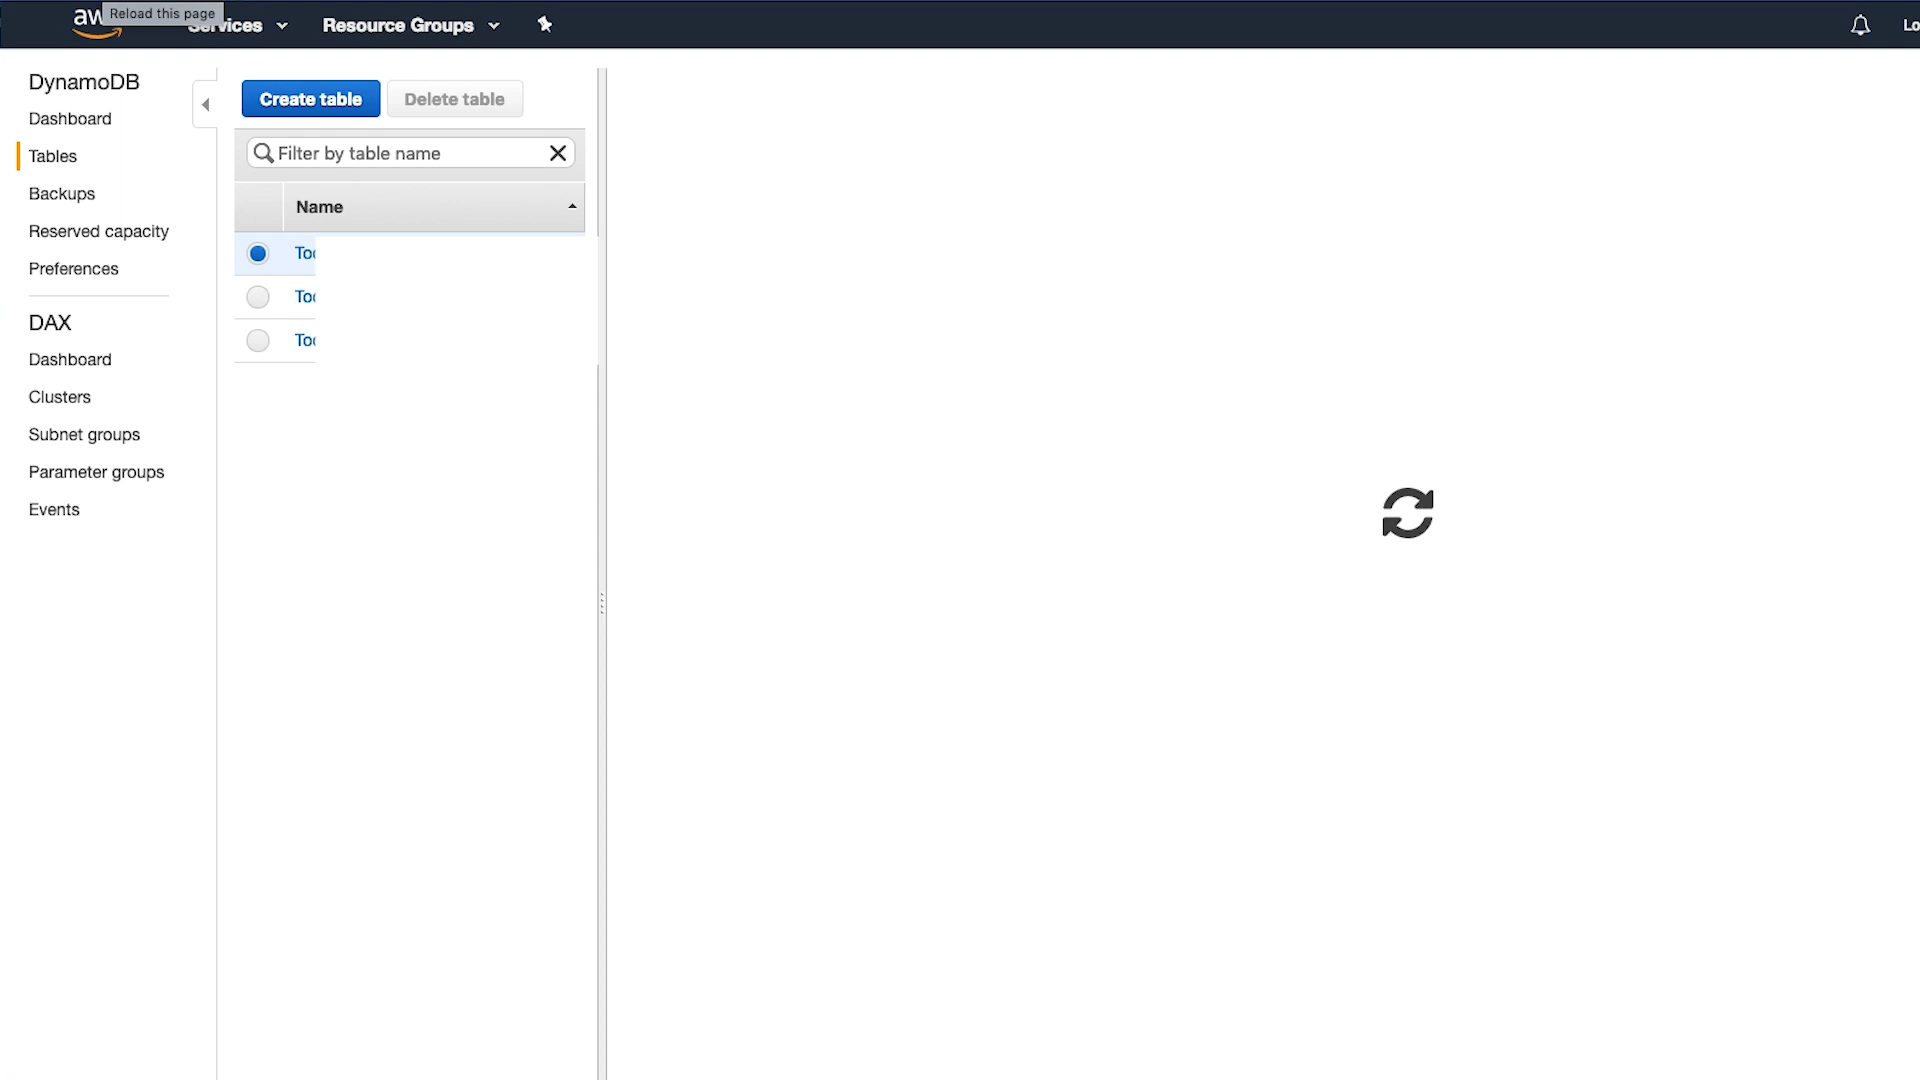 Reload this page
Resource Groups
DynamoDB
Dashboard
Tables
Backups
Reserved capacity
Preferences
DAX
Dashboard
Clusters
Subnet groups
Parameter groups
Events
Create table
Delete table
Filter by table name
Name